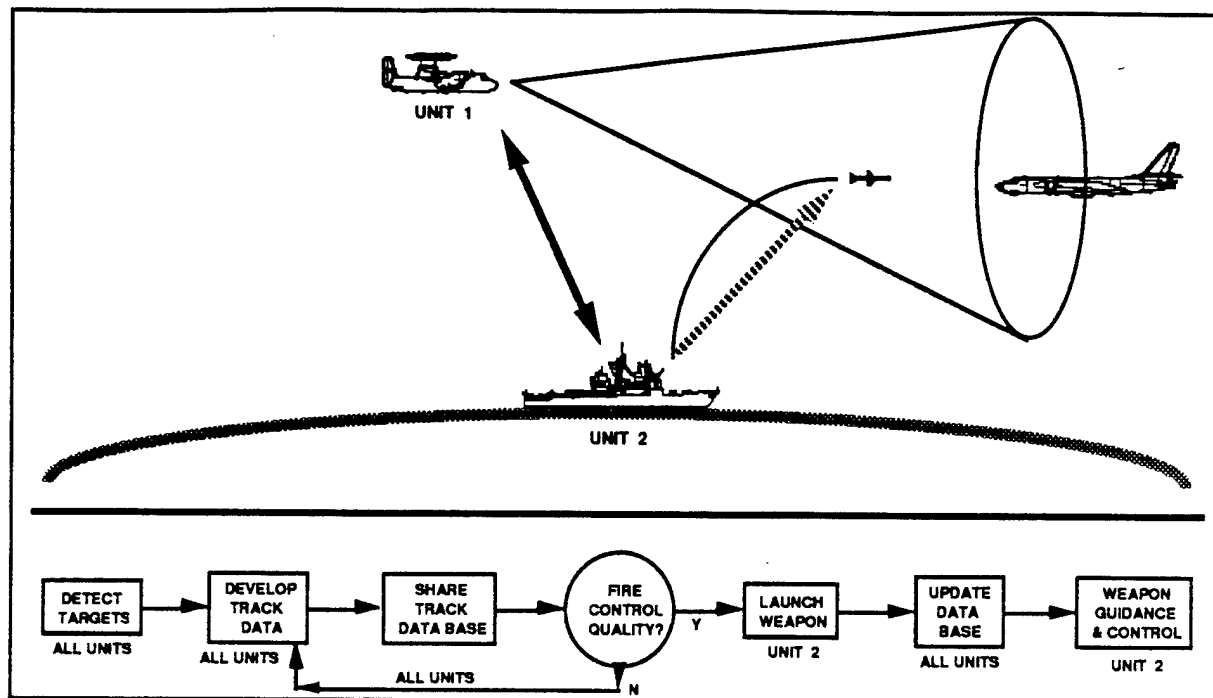 UNIT 1
UNIT 2
DETECT
TARGETS
ALL UNITS
DEVELOP
TRACK
DATA
ALL UNITS
SHARE
TRACK
DATA BASE
FIRE
CONTROL
QUALITY?
Y
N
ALL UNITS
LAUNCH
WEAPON
UNIT 2
UPDATE
DATA
BASE
ALL UNITS
WEAPON
GUIDANCE
& CONTROL
UNIT 2